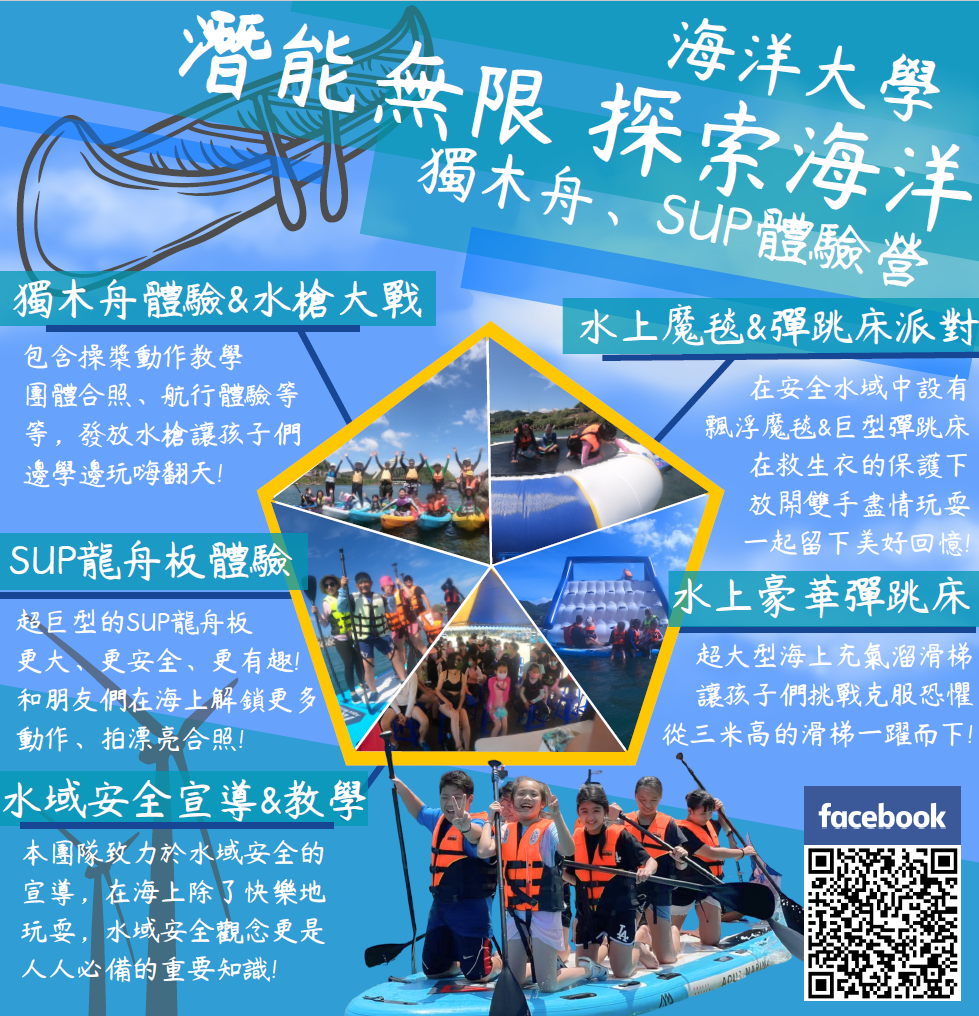 海洋大學
潛能無限 探索海洋
獨木舟、SUP體驗營
獨木舟體驗&水槍大戰
包含操槳動作教學
團體合照、航行體驗等
等，發放水槍讓孩子們
邊學邊玩嗨翻天!
水上魔毯&彈跳床派對
在安全水域中設有
飄浮魔毯&巨型彈跳床
在救生衣的保護下
放開雙手盡情玩耍
一起留下美好回憶!
SUP龍舟板體驗
超巨型的SUP龍舟板
更大、更安全、更有趣!
和朋友們在海上解鎖更多
動作、拍漂亮合照!
水上豪華彈跳床
超大型海上充氣溜滑梯
讓孩子們挑戰克服恐懼
從三米高的滑梯一躍而下!
水域安全宣導&教學
本團隊致力於水域安全的
宣導，在海上除了快樂地
玩耍，水域安全觀念更是
人人必備的重要知識!
facebook
LA